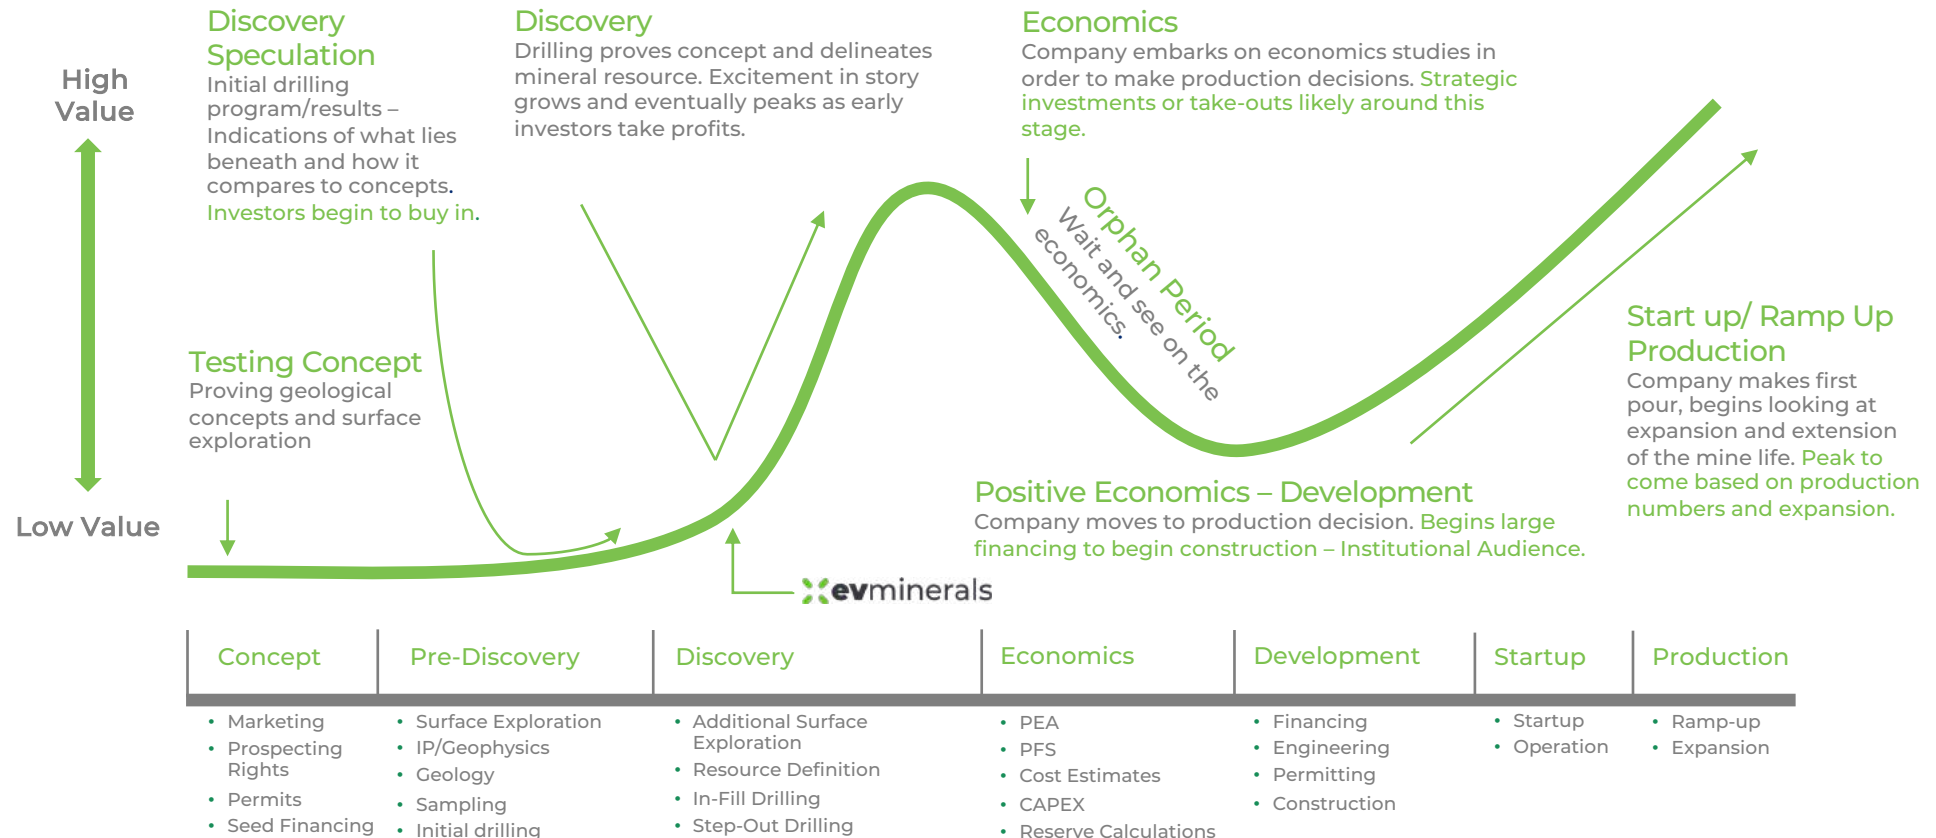 High
Value
Low Value
Discovery
Speculation
Initial drilling
program/results –
Indications of what lies
beneath and how it
compares to concepts.
Investors begin to buy in.
Discovery
Drilling proves concept and delineates
mineral resource. Excitement in story
grows and eventually peaks as early
investors take profits.
Economics
Company embarks on economics studies in
order to make production decisions. Strategic
investments or take-outs likely around this
stage.
Testing Concept
Proving geological
concepts and surface
exploration
Orphan Period
Wait and see on the
economics.
Start up/ Ramp Up
Production
Company makes first
pour, begins looking at
expansion and extension
of the mine life. Peak to
come based on production
numbers and expansion.
Positive Economics – Development
Company moves to production decision. Begins large
financing to begin construction – Institutional Audience.
evminerals
Concept
• Marketing
• Prospecting
Rights
• Permits
• Seed Financing
Pre-Discovery
• Surface Exploration
• IP/Geophysics
• Geology
• Sampling
• Initial drilling
Discovery
• Additional Surface
Exploration
• Resource Definition
• In-Fill Drilling
• Step-Out Drilling
Economics
• PEA
• PFS
• Cost Estimates
• CAPEX
• Reserve Calculations
Development
• Financing
• Engineering
• Permitting
• Construction
Startup
• Startup
• Operation
Production
• Ramp-up
• Expansion